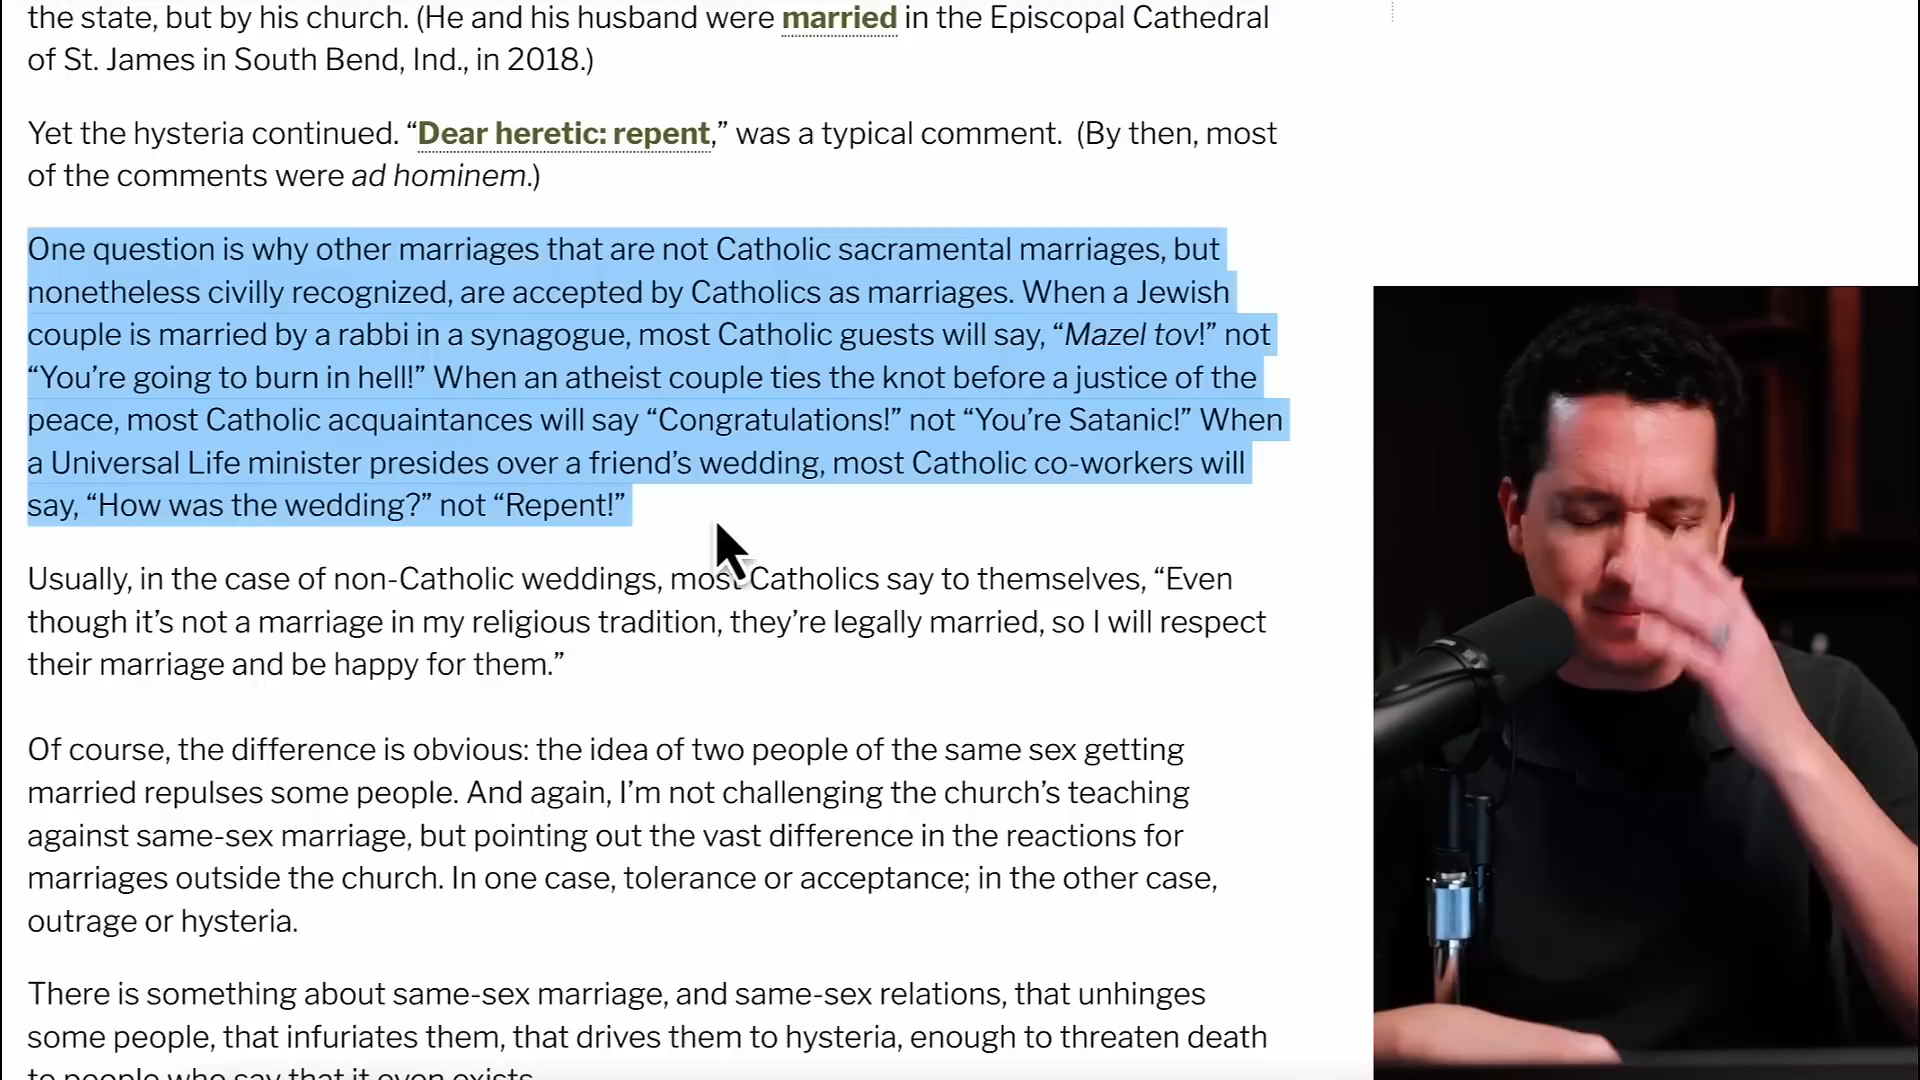 the state, but by his church. (He and his husband were married in the Episcopal Cathedral
of St. James in South Bend, Ind., in 2018.)
Yet the hysteria continued. “Dear heretic: repent,” was a typical comment.  (By then, most
of the comments were ad hominem.)
One question is why other marriages that are not Catholic sacramental marriages, but
nonetheless civilly recognized, are accepted by Catholics as marriages. When a Jewish
couple is married by a rabbi in a synagogue, most Catholic guests will say, “Mazel tov!” not
“You’re going to burn in hell!” When an atheist couple ties the knot before a justice of the
peace, most Catholic acquaintances will say “Congratulations!” not “You’re Satanic!” When
a Universal Life minister presides over a friend’s wedding, most Catholic co-workers will
say, “How was the wedding?” not “Repent!”
Usually, in the case of non-Catholic weddings, most Catholics say to themselves, “Even
though it’s not a marriage in my religious tradition, they’re legally married, so I will respect
their marriage and be happy for them.”
Of course, the difference is obvious: the idea of two people of the same sex getting
married repulses some people. And again, I’m not challenging the church’s teaching
against same-sex marriage, but pointing out the vast difference in the reactions for
marriages outside the church. In one case, tolerance or acceptance; in the other case,
outrage or hysteria.
There is something about same-sex marriage, and same-sex relations, that unhinges
some people, that infuriates them, that drives them to hysteria, enough to threaten death
to people who say that it even exists.